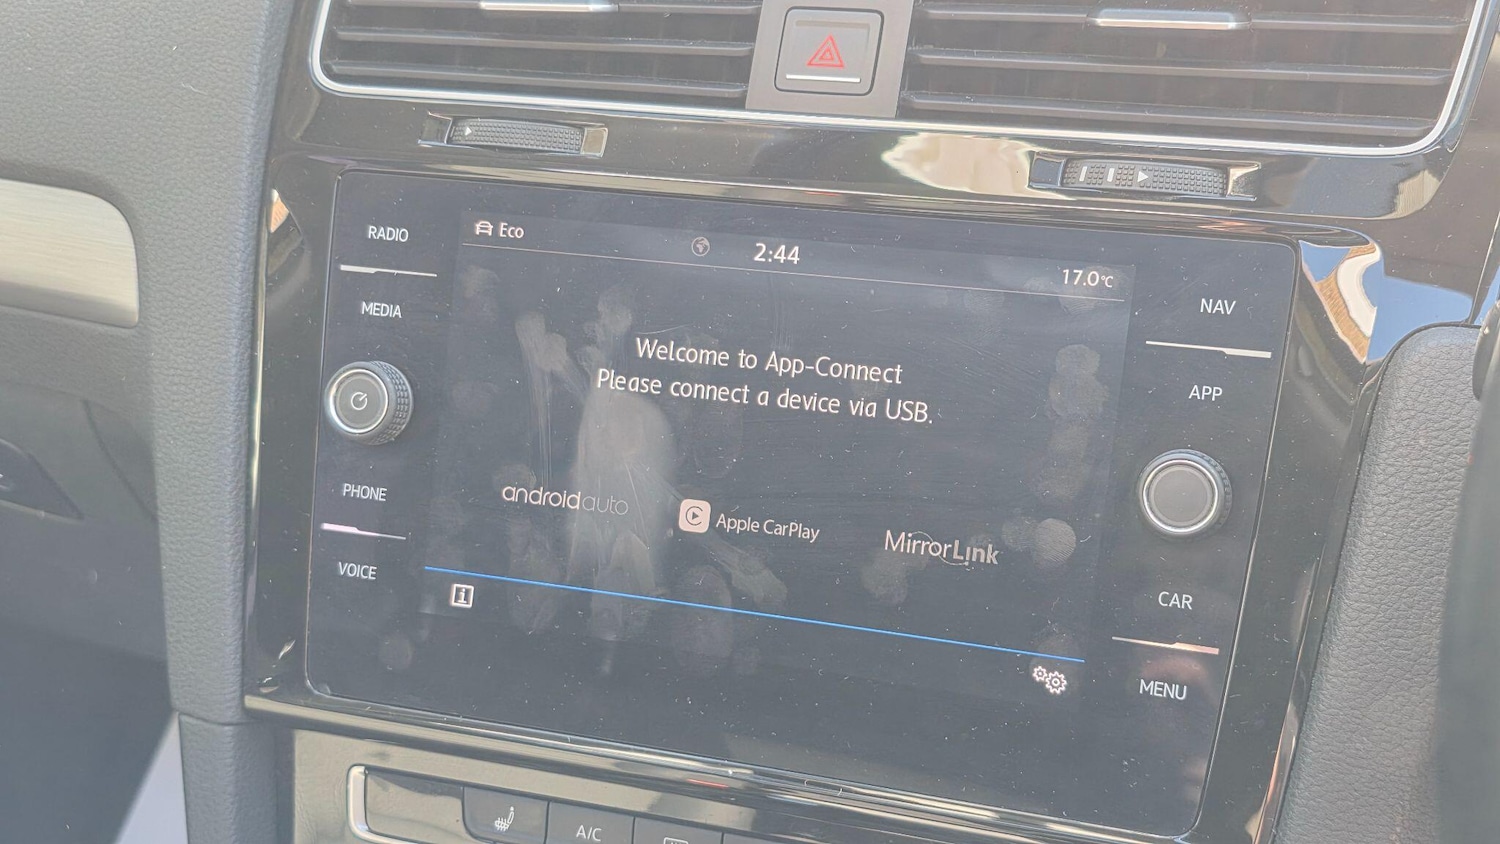 RADIO
MEDIA
PHONE
VOICE
Eco
2:44
17.0°C
Welcome to App-Connect
Please connect a device via USB.
androidauto
Apple CarPlay
MirrorLink
i
NAV
APP
CAR
MENU
A/C